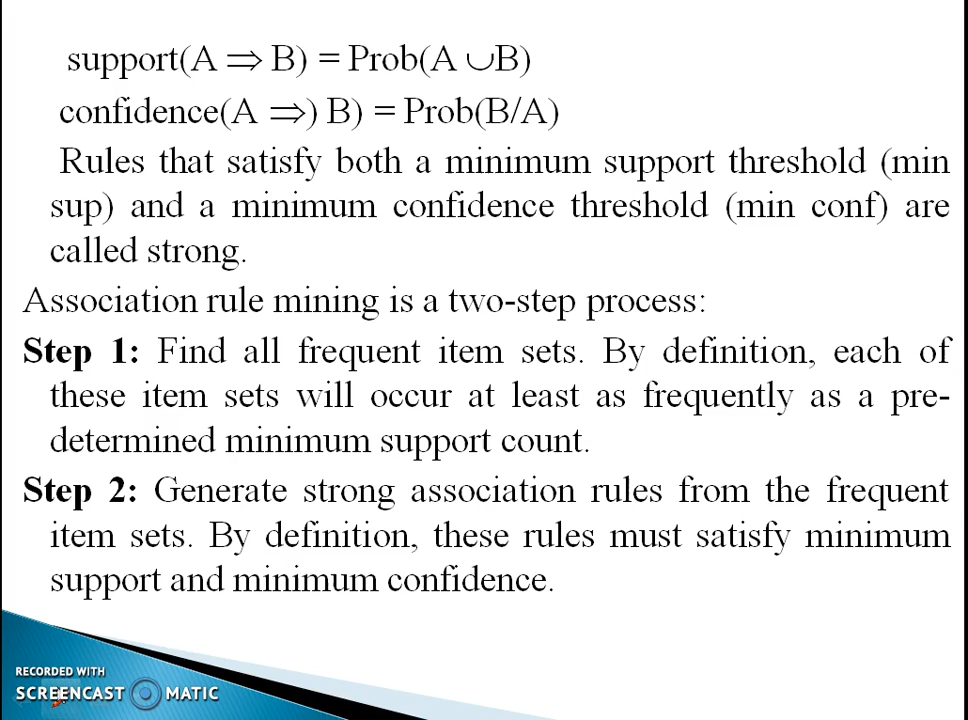 support(A ⇒ B) = Prob(A ∪B)
confidence(A ⇒) B) = Prob(B/A)
Rules that satisfy both a minimum support threshold (min
sup) and a minimum confidence threshold (min conf) are
called strong.
Association rule mining is a two-step process:
Step 1: Find all frequent item sets. By definition, each of
these item sets will occur at least as frequently as a pre-
determined minimum support count.
Step 2: Generate strong association rules from the frequent
item sets. By definition, these rules must satisfy minimum
support and minimum confidence.
RECORDED WITH
SCREENCAST MATIC